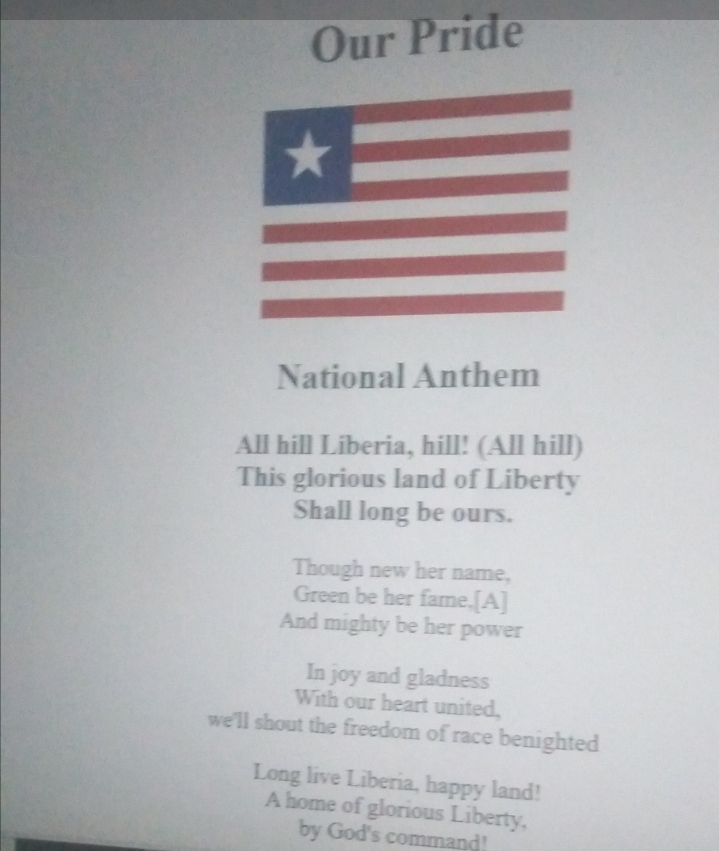 Our Pride
National Anthem
All hill Liberia, hill! (All hill)
This glorious land of Liberty
Shall long be ours.
Though new her name,
Green be her fame,[A]
And mighty be her power
In joy and gladness
With our heart united,
we'll shout the freedom of race benighted
Long live Liberia, happy land!
A home of glorious Liberty,
by God's command!